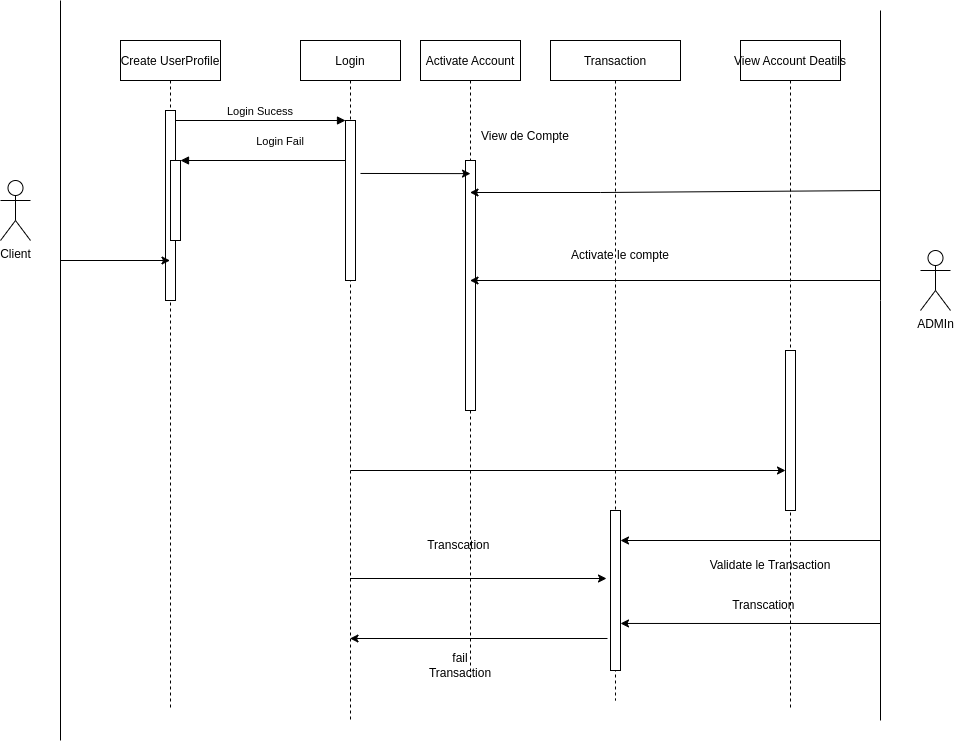 Create UserProfile
Login
Activate Account
Transaction
View Account Deatils
Login Sucess
View de Compte
Login Fail
Client
Activate le compte
ADMIn
Transcation
Validate le Transaction
Transcation
fail
Transaction